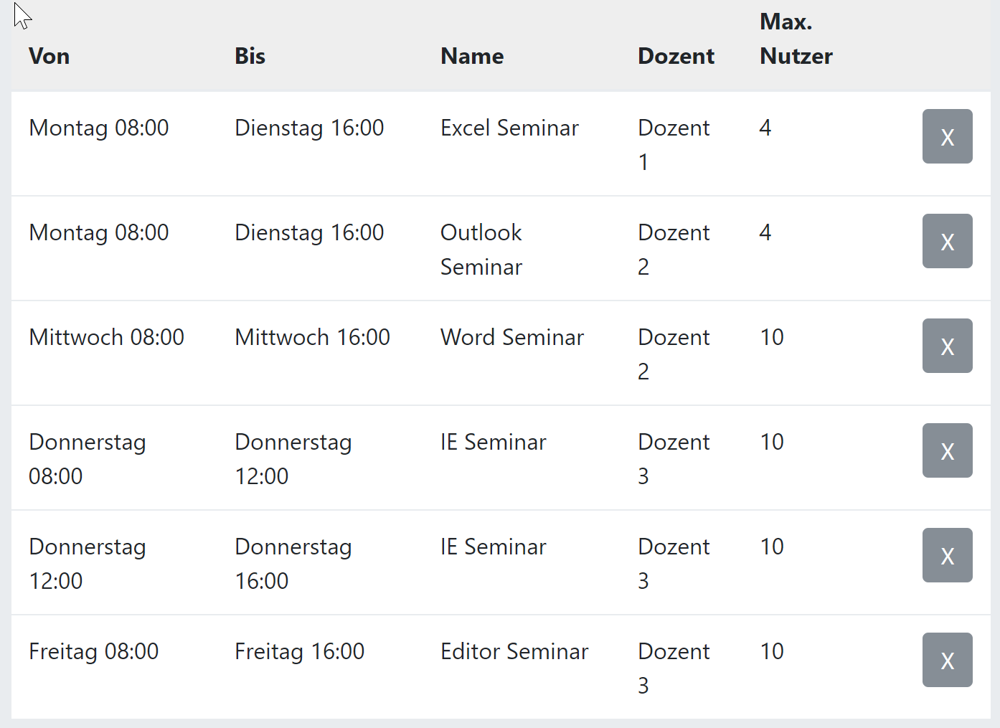 Von Bis Name Dozent Max. Nutzer
Montag 08:00 Dienstag 16:00 Excel Seminar Dozent 1 4 X
Montag 08:00 Dienstag 16:00 Outlook Seminar Dozent 2 4 X
Mittwoch 08:00 Mittwoch 16:00 Word Seminar Dozent 2 10 X
Donnerstag 08:00 Donnerstag 12:00 IE Seminar Dozent 3 10 X
Donnerstag 12:00 Donnerstag 16:00 IE Seminar Dozent 3 10 X
Freitag 08:00 Freitag 16:00 Editor Seminar Dozent 3 10 X